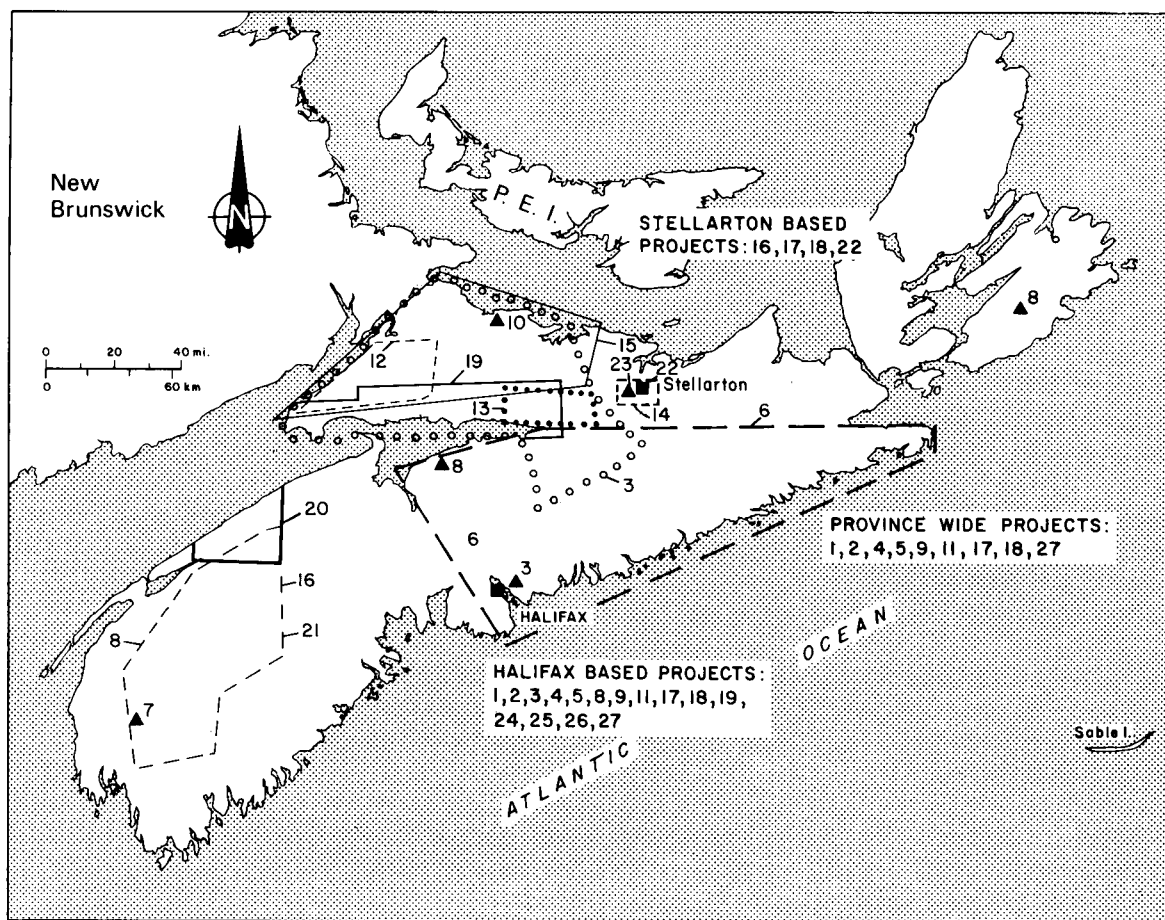 New
Brunswick
N
P. E. I.
STELLARTON BASED
PROJECTS: 16, 17, 18, 22
8
10
15
12
23
22
0 20 40 mi.
0 60 km
19
Stellarton
13
14
6
8
3
20
PROVINCE WIDE PROJECTS:
1, 2, 4, 5, 9, 11, 17, 18, 27
6
16
3
HALIFAX
21
8
OCEAN
HALIFAX BASED PROJECTS:
1, 2, 3, 4, 5, 8, 9, 11, 17, 18, 19,
24, 25, 26, 27
7
Sable I.
ATLANTIC